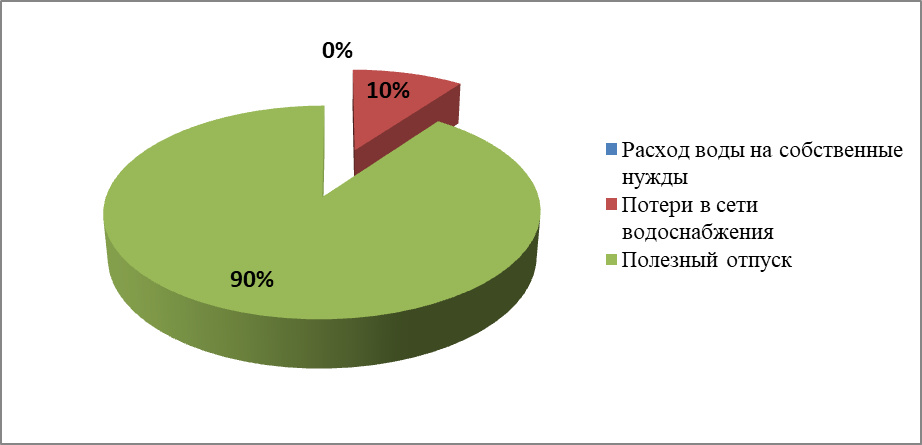 0%
10%
90%
Расход воды на собственные
нужды
Потери в сети
водоснабжения
Полезный отпуск